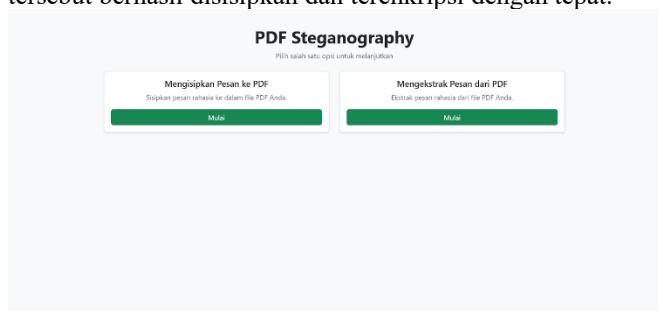 tersebut berhasil disisipkan dan terenkripsi dengan tepat.
PDF Steganography
Pilih salah satu opsi untuk melanjutkan
Mengisipkan Pesan ke PDF
Sisipkan pesan rahasia ke dalam file PDF Anda.
Mulai
Mengekstrak Pesan dari PDF
Ekstrak pesan rahasia dari file PDF Anda.
Mulai